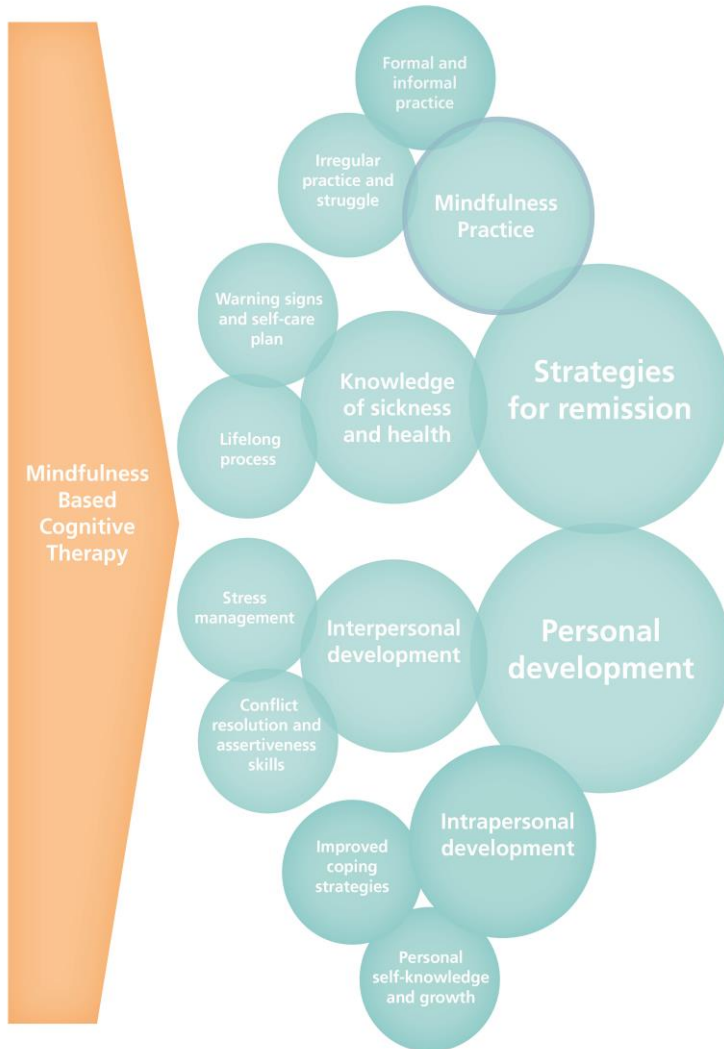 Formal and
informal
practice
Irregular
practice and
struggle
Mindfulness
Practice
Warning signs
and self-care
plan
Knowledge
of sickness
and health
Strategies
for remission
Lifelong
process
Mindfulness
Based
Cognitive
Therapy
Stress
management
Interpersonal
development
Personal
development
Conflict
resolution and
assertiveness
skills
Intrapersonal
development
Improved
coping
strategies
Personal
self-knowledge
and growth